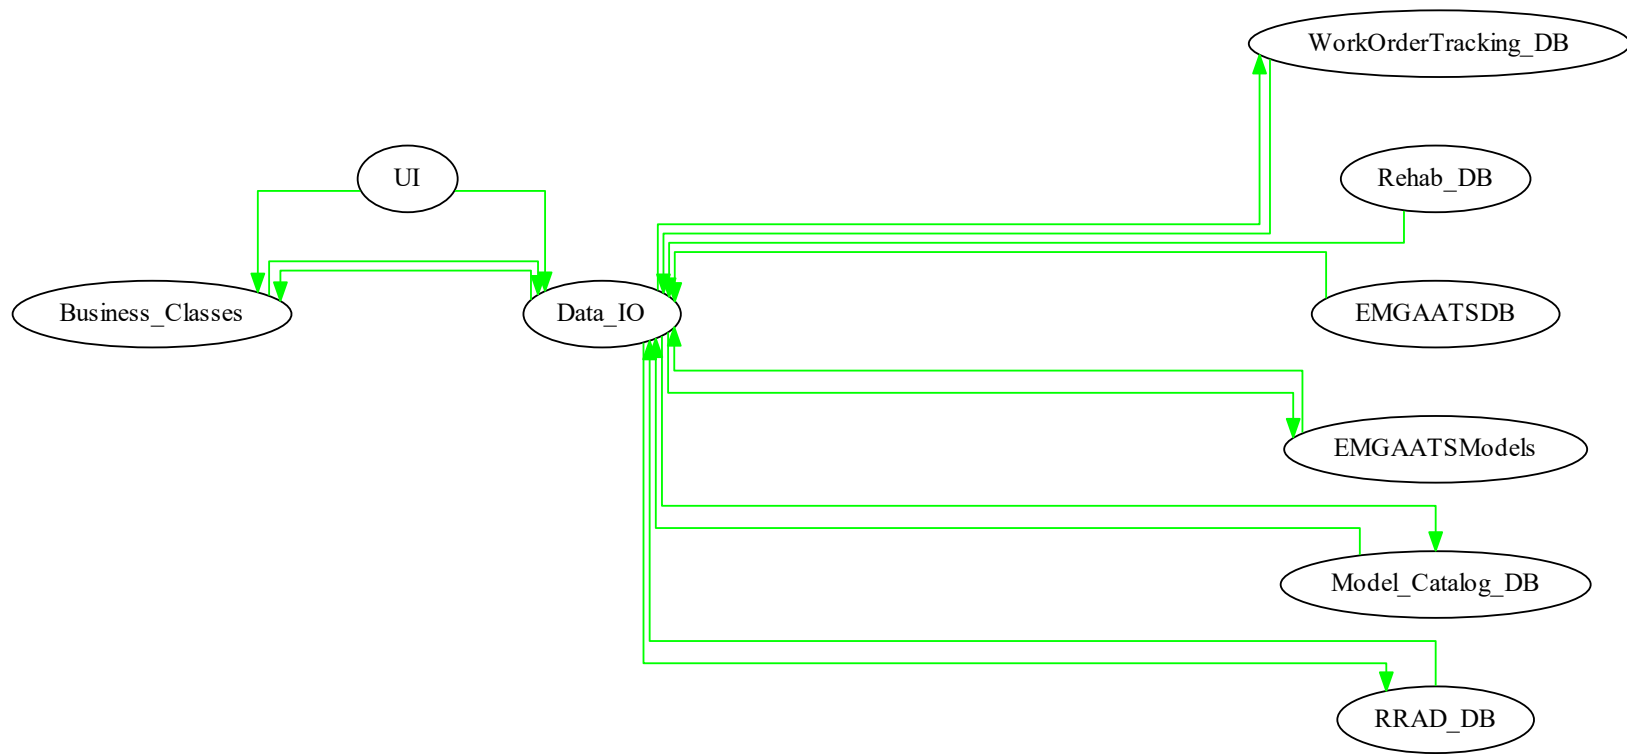 WorkOrderTracking_DB
UI
Rehab_DB
Business_Classes
Data_IO
EMGAATSDB
EMGAATSModels
Model_Catalog_DB
RRAD_DB